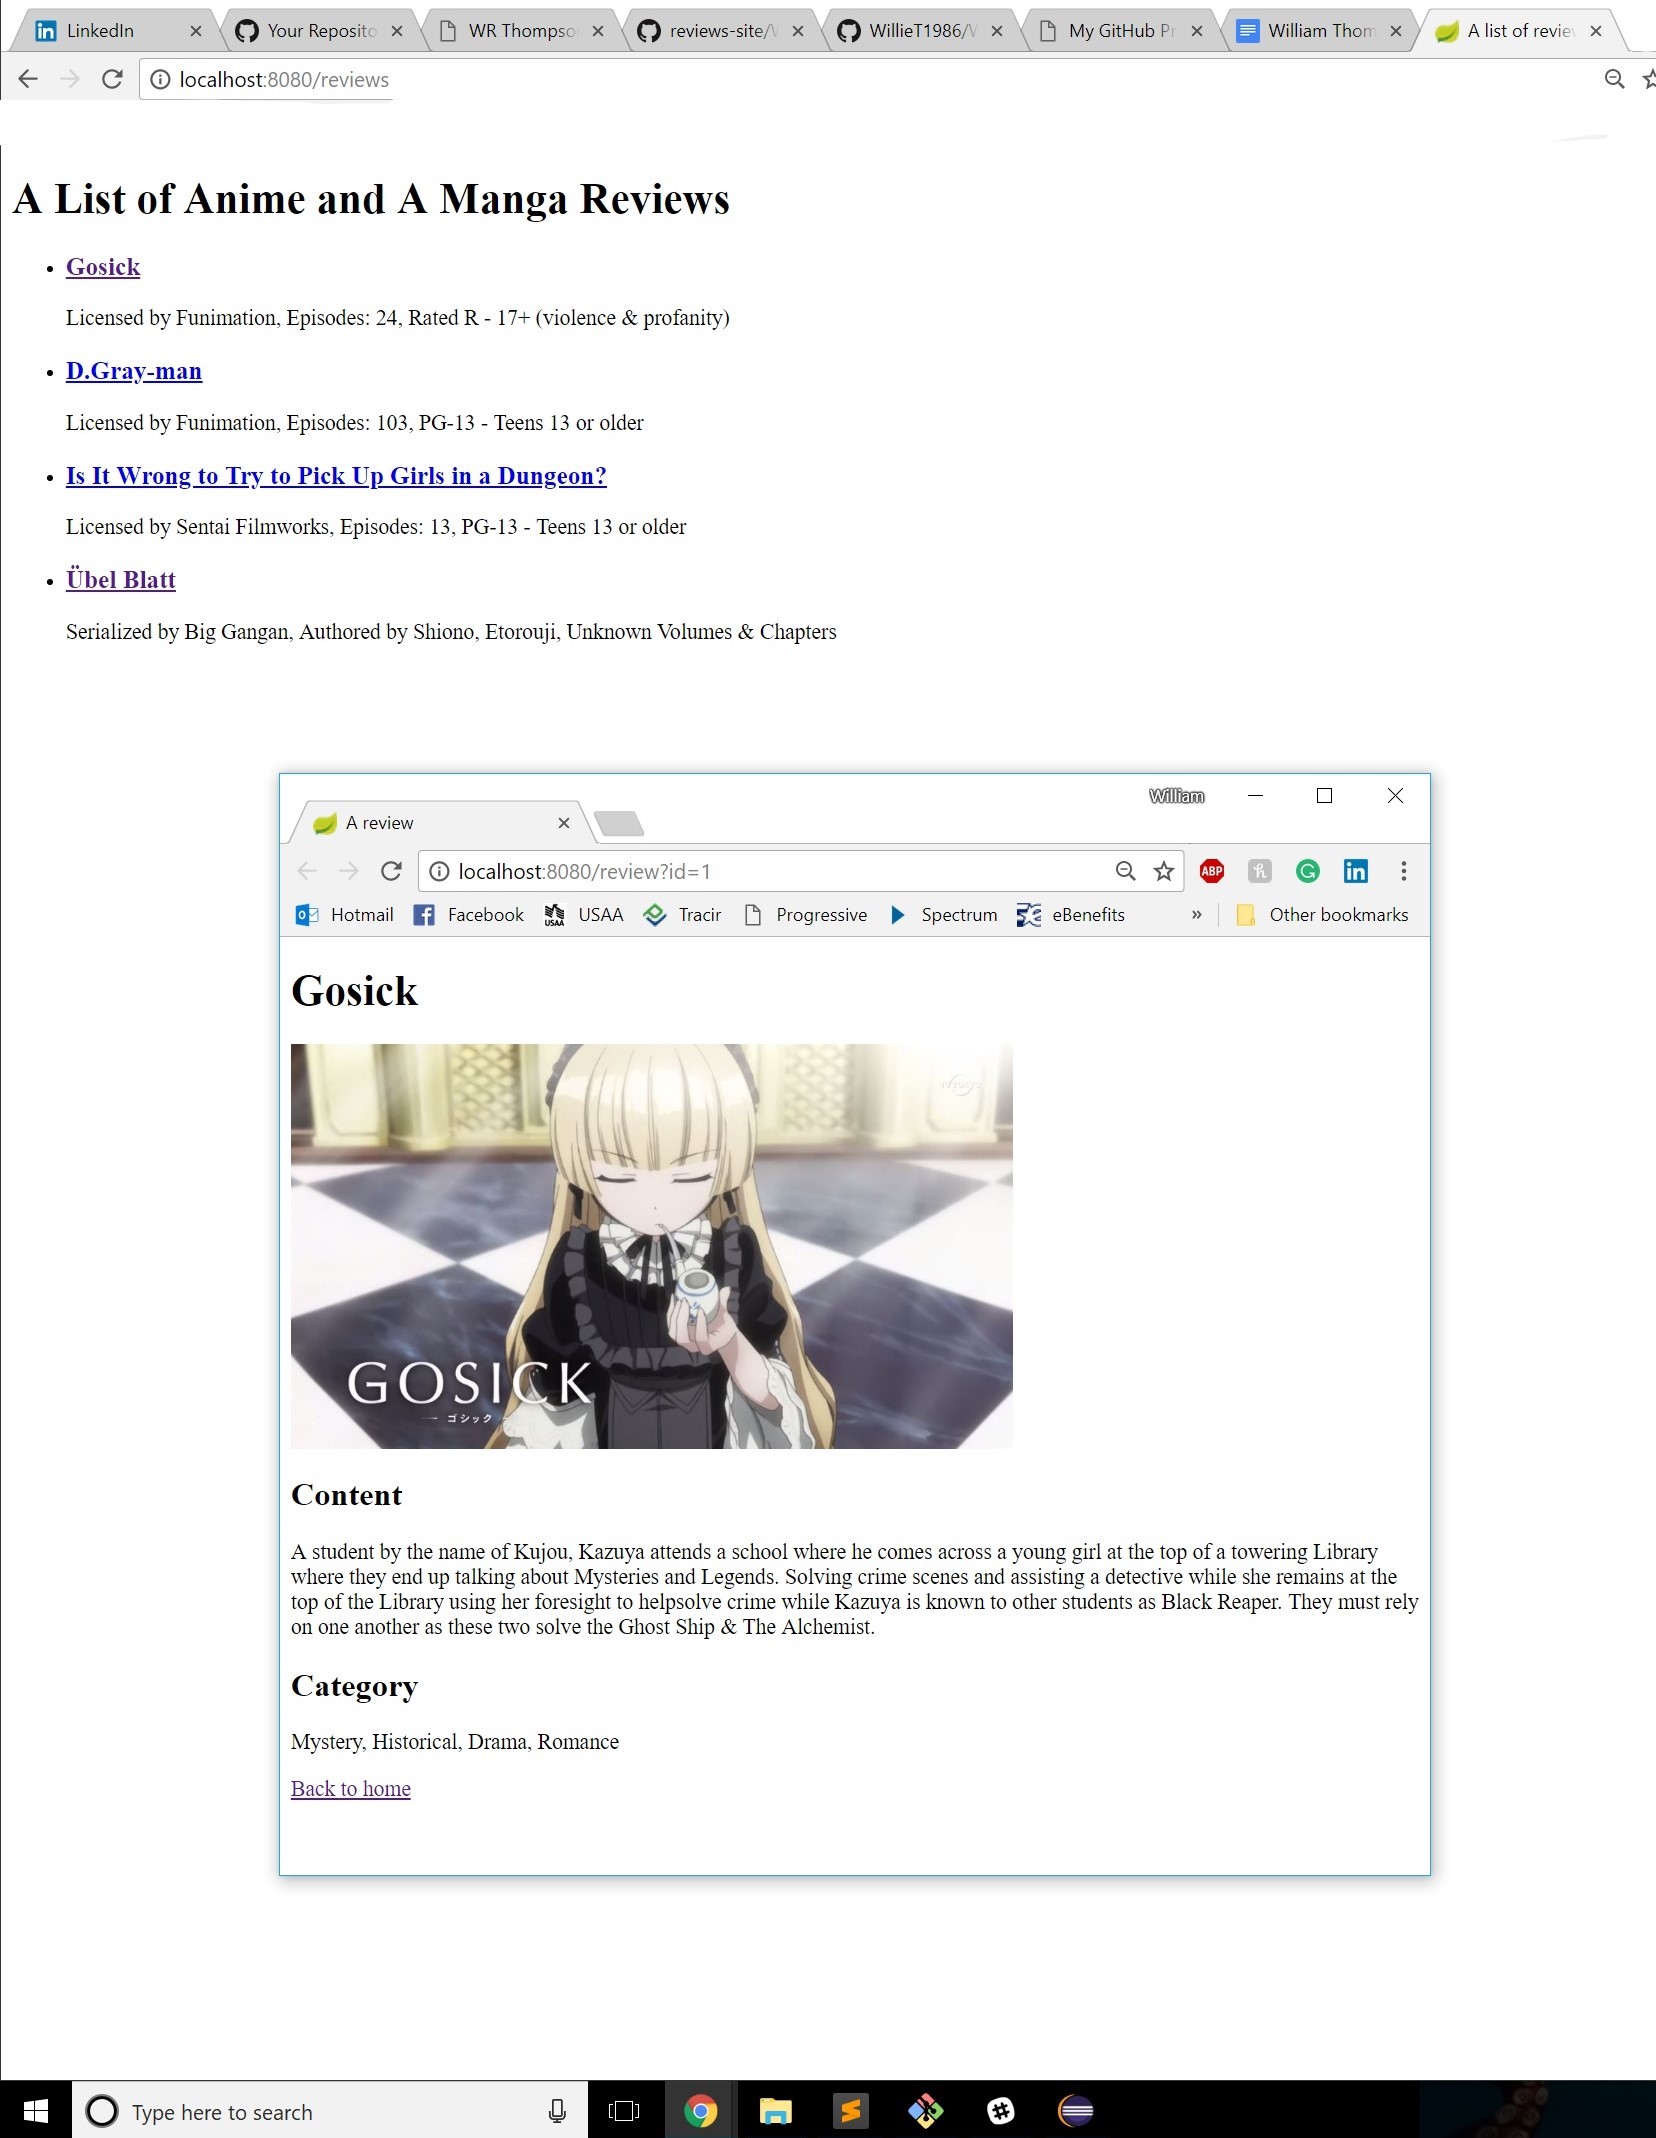 LinkedIn
Your Reposito
WR Thompso
reviews-site/
WillieT1986/
My GitHub Pr
William Thom
A list of review
localhost:8080/reviews
A List of Anime and A Manga Reviews
Gosick
Licensed by Funimation, Episodes: 24, Rated R - 17+ (violence & profanity)
D.Gray-man
Licensed by Funimation, Episodes: 103, PG-13 - Teens 13 or older
Is It Wrong to Try to Pick Up Girls in a Dungeon?
Licensed by Sentai Filmworks, Episodes: 13, PG-13 - Teens 13 or older
Übel Blatt
Serialized by Big Gangan, Authored by Shiono, Etorouji, Unknown Volumes & Chapters
William
A review
localhost:8080/review?id=1
ABP
Hotmail Facebook USAA Tracir Progressive Spectrum eBenefits » Other bookmarks
Gosick
TV TOKYO
GOSICK
ゴシック
Content
A student by the name of Kujou, Kazuya attends a school where he comes across a young girl at the top of a towering Library
where they end up talking about Mysteries and Legends. Solving crime scenes and assisting a detective while she remains at the
top of the Library using her foresight to helpsolve crime while Kazuya is known to other students as Black Reaper. They must rely
on one another as these two solve the Ghost Ship & The Alchemist.
Category
Mystery, Historical, Drama, Romance
Back to home
Type here to search